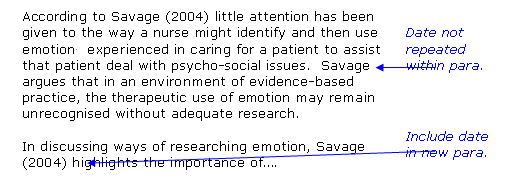 According to Savage (2004) little attention has been
given to the way a nurse might identify and then use
emotion  experienced in caring for a patient to assist
that patient deal with psycho-social issues.  Savage
argues that in an environment of evidence-based
practice, the therapeutic use of emotion may remain
unrecognised without adequate research.
Date not
repeated
within para.
In discussing ways of researching emotion, Savage
(2004) highlights the importance of....
Include date
in new para.